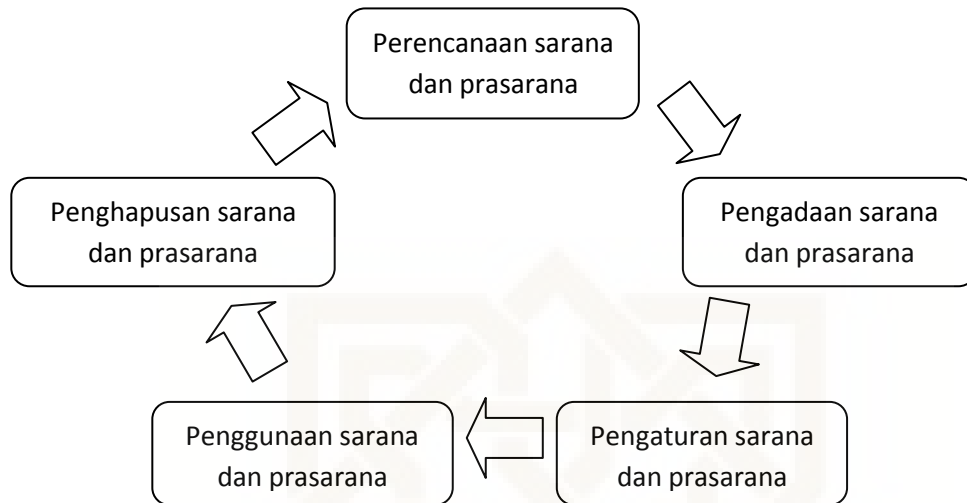 Perencanaan sarana
dan prasarana
Pengadaan sarana
dan prasarana
Pengaturan sarana
dan prasarana
Penggunaan sarana
dan prasarana
Penghapusan sarana
dan prasarana